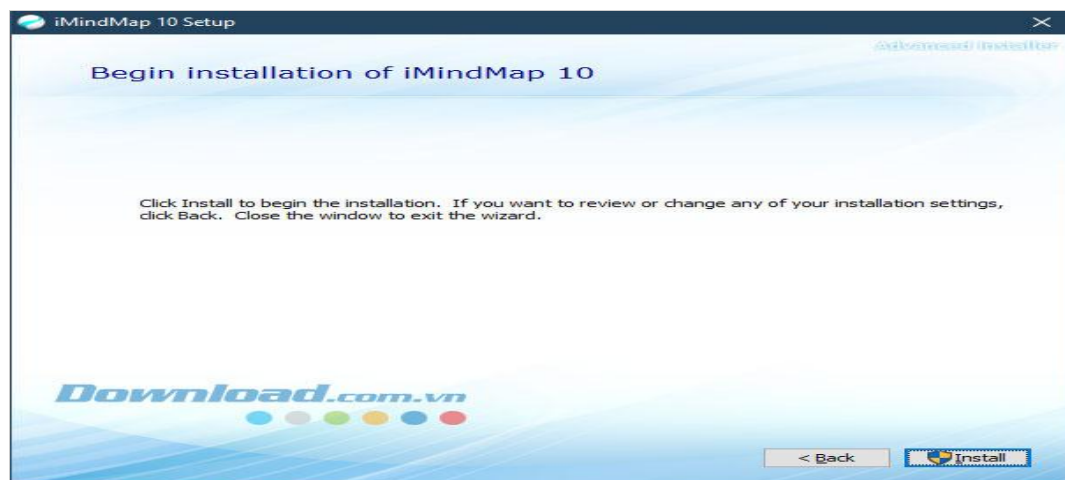 iMindMap 10 Setup
Advanced Installer
Begin installation of iMindMap 10
Click Install to begin the installation.  If you want to review or change any of your installation settings,
click Back.  Close the window to exit the wizard.
Download.com.vn
< Back
Install